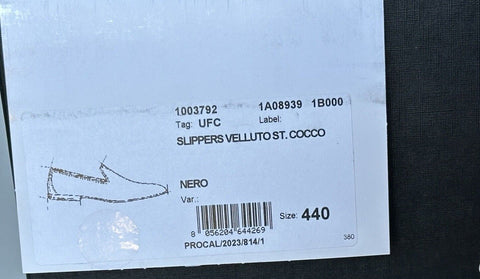 1003792 1A08939 1B000
Tag: UFC Label:
SLIPPERS VELLUTO ST. COCCO
NERO
Var.:
Size: 440
8 056204 644269
PROCAL/2023/814/1
380